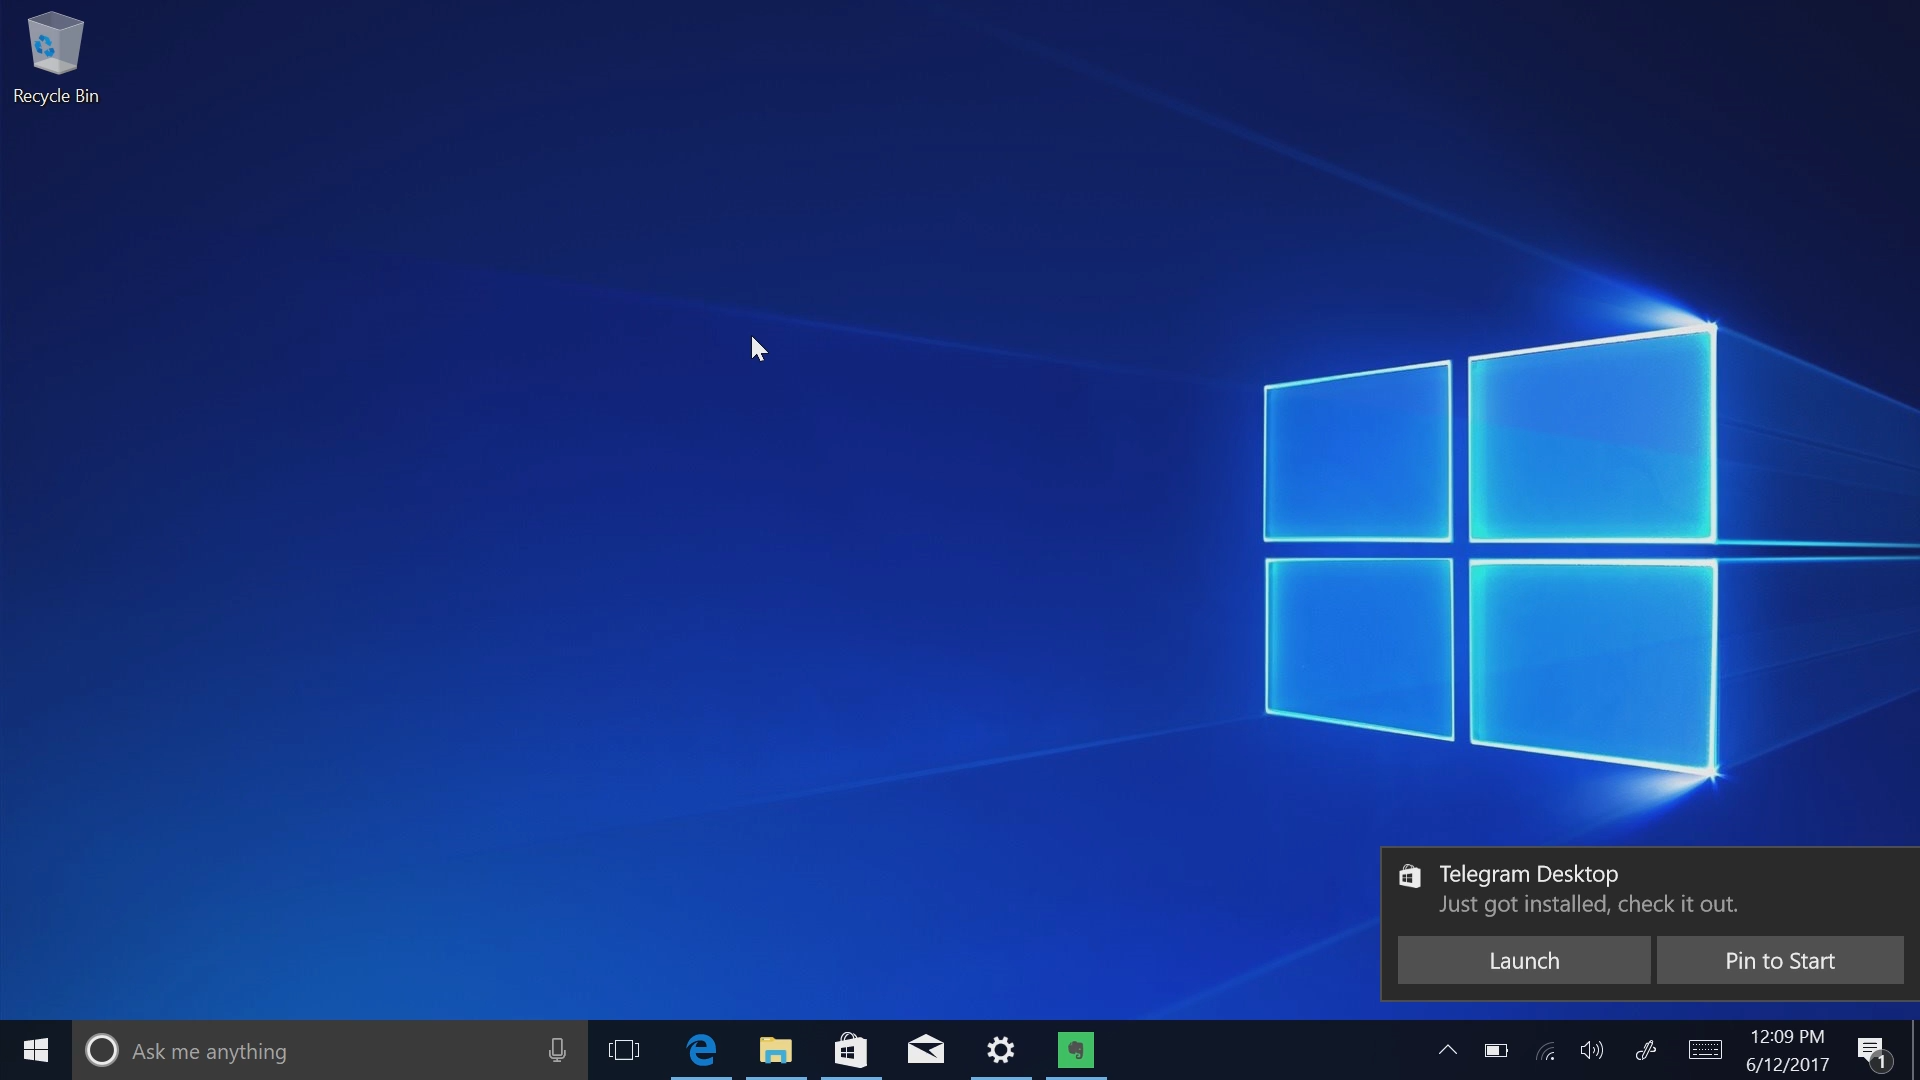 Recycle Bin
Telegram Desktop
Just got installed, check it out.
Launch
Pin to Start
Ask me anything
12:09 PM
6/12/2017
1